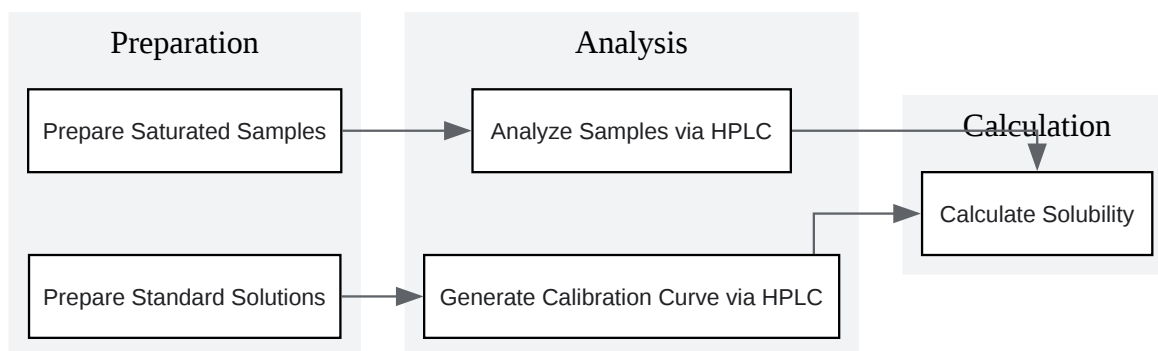 Preparation
Analysis
Calculation
Prepare Saturated Samples
Analyze Samples via HPLC
Calculate Solubility
Prepare Standard Solutions
Generate Calibration Curve via HPLC